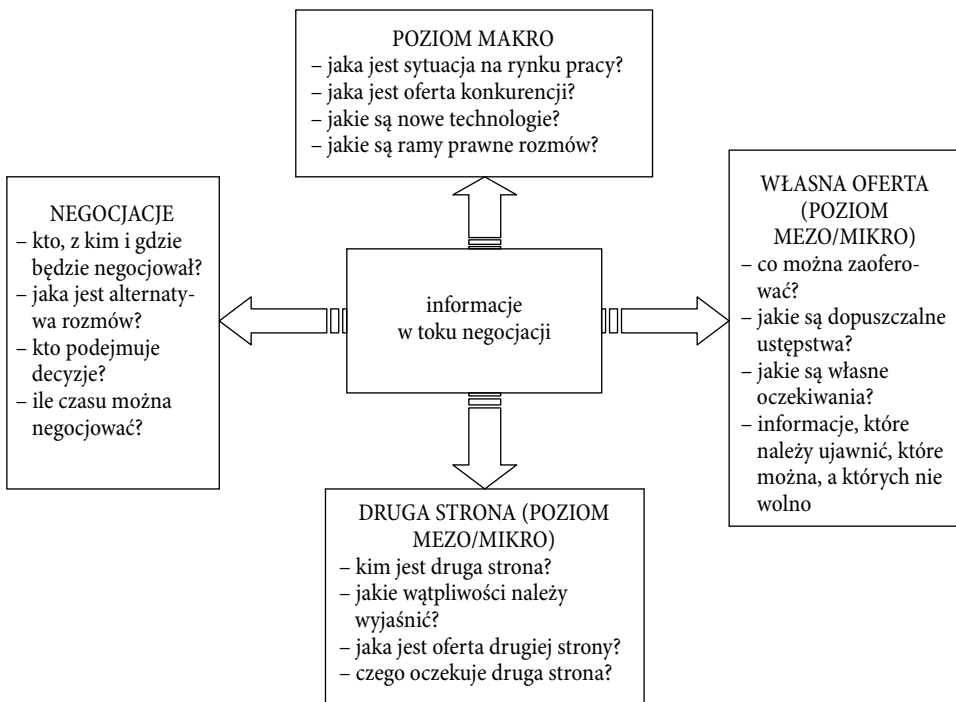 POZIOM MAKRO
– jaka jest sytuacja na rynku pracy?
– jaka jest oferta konkurencji?
– jakie są nowe technologie?
– jakie są ramy prawne rozmów?
NEGOCJACJE
– kto, z kim i gdzie
będzie negocjował?
– jaka jest alternaty-
wa rozmów?
– kto podejmuje
decyzje?
– ile czasu można
negocjować?
informacje
w toku negocjacji
WŁASNA OFERTA
(POZIOM
MEZO/MIKRO)
– co można zaofero-
wać?
– jakie są dopuszczalne
ustępstwa?
– jakie są własne
oczekiwania?
– informacje, które
należy ujawnić, które
można, a których nie
wolno
DRUGA STRONA (POZIOM
MEZO/MIKRO)
– kim jest druga strona?
– jakie wątpliwości należy
wyjaśnić?
– jaka jest oferta drugiej strony?
– czego oczekuje druga strona?